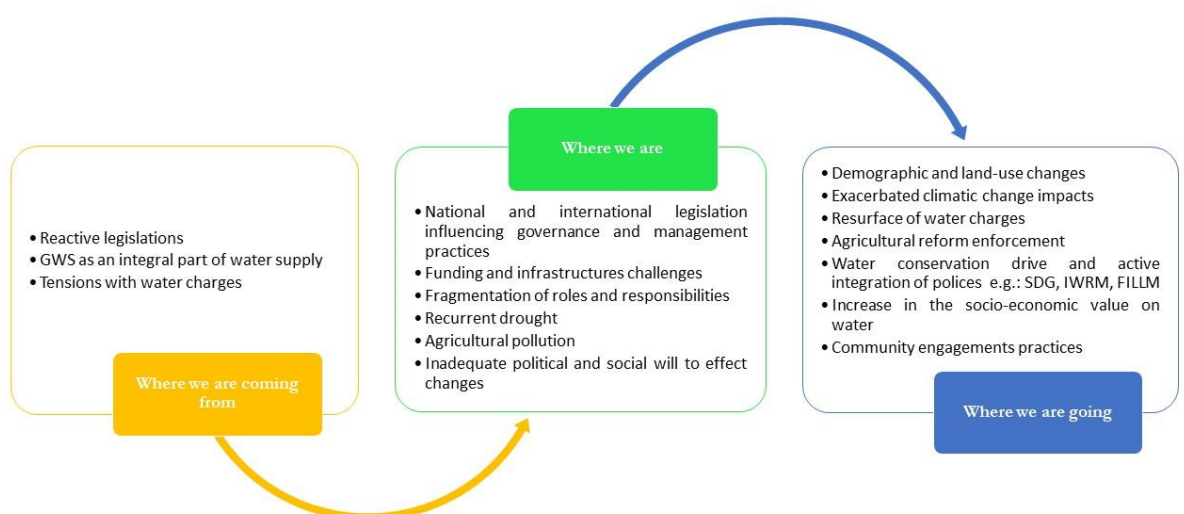 • Reactive legislations
• GWS as an integral part of water supply
• Tensions with water charges
Where we are coming
from
Where we are
• National and international legislation
influencing governance and management
practices
• Funding and infrastructures challenges
• Fragmentation of roles and responsibilities
• Recurrent drought
• Agricultural pollution
• Inadequate political and social will to effect
changes
• Demographic and land-use changes
• Exacerbated climatic change impacts
• Resurface of water charges
• Agricultural reform enforcement
• Water conservation drive and active
integration of polices e.g.: SDG, IWRM, FILLM
• Increase in the socio-economic value on
water
• Community engagements practices
Where we are going